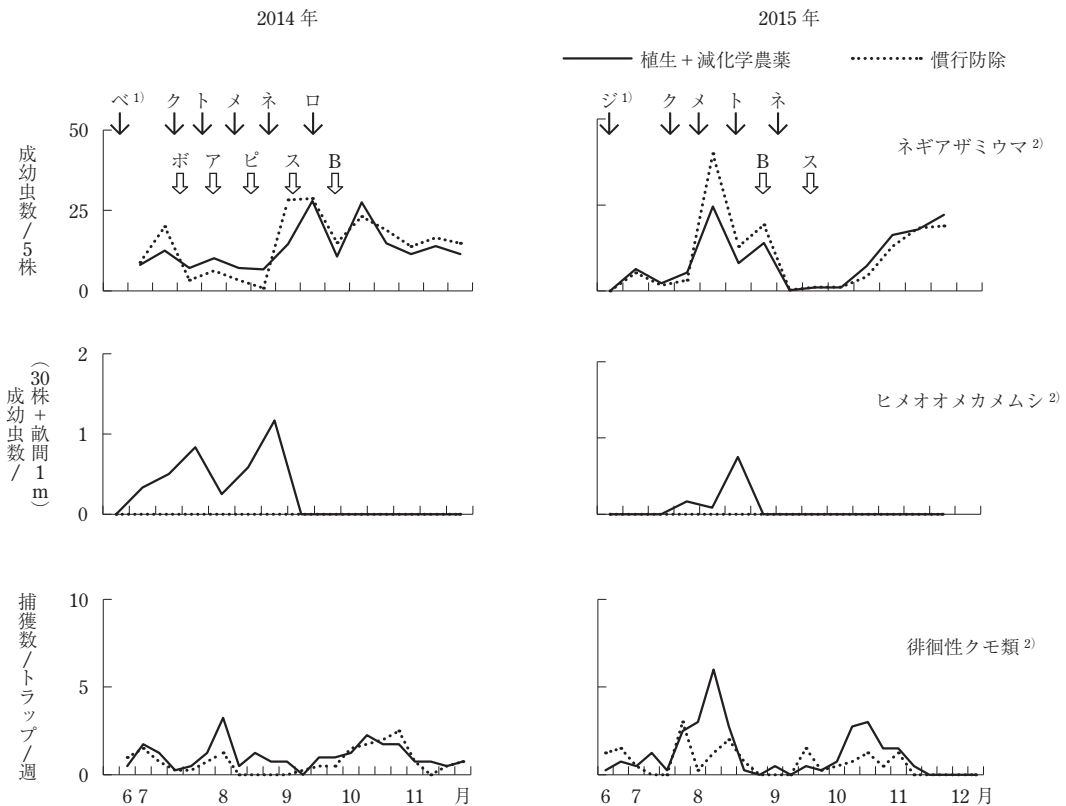 2014 年
2015 年
植生+減化学農薬
慣行防除
ベ 1)
ク
ト
メ
ネ
ロ
ボ
ア
ピ
ス
B
ジ 1)
ク
メ
ト
ネ
B
ス
ネギアザミウマ 2)
成幼虫数/5株
50
25
0
ヒメオオメカメムシ 2)
成幼虫数/
(30株+畝間1m)
2
1
0
徘徊性クモ類 2)
捕獲数/トラップ/週
10
5
0
6 7 8 9 10 11 月
6 7 8 9 10 11 12 月